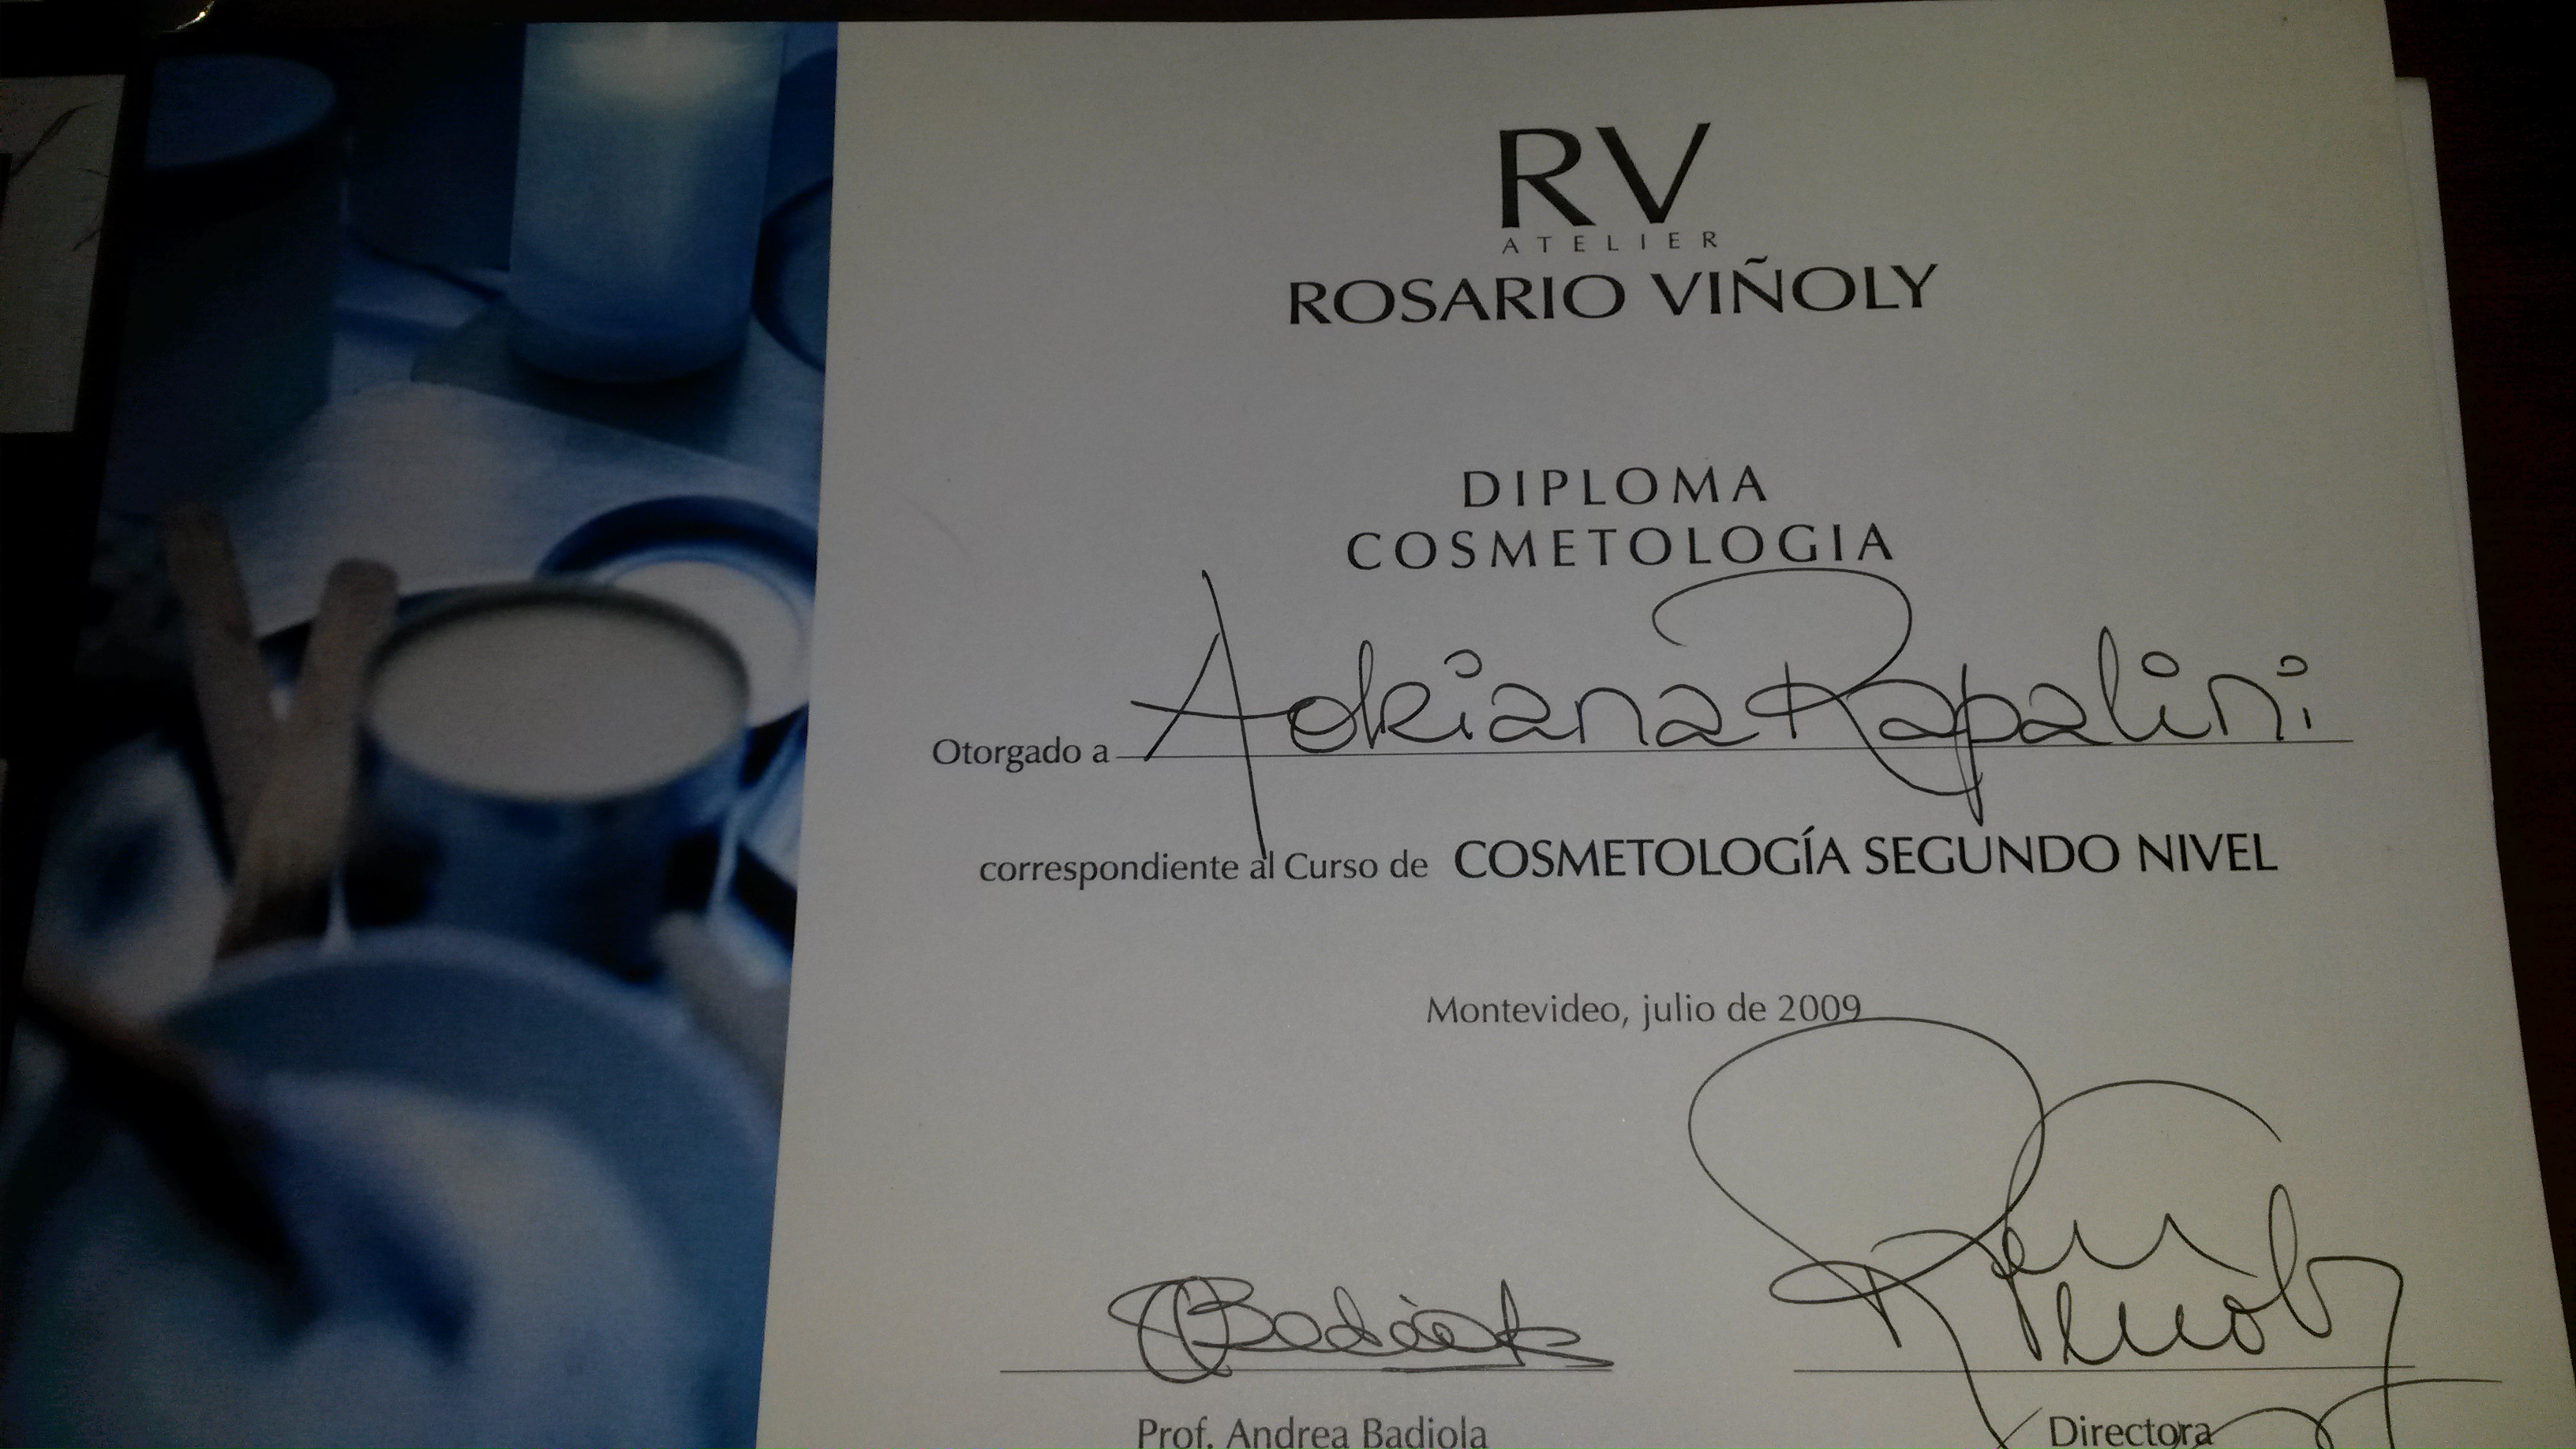 RV
ATELIER
ROSARIO VIÑOLY
DIPLOMA
COSMETOLOGIA
Otorgado a Adriana Rapalini
correspondiente al Curso de COSMETOLOGÍA SEGUNDO NIVEL
Montevideo, julio de 2009
Prof. Andrea Badiola
Directora